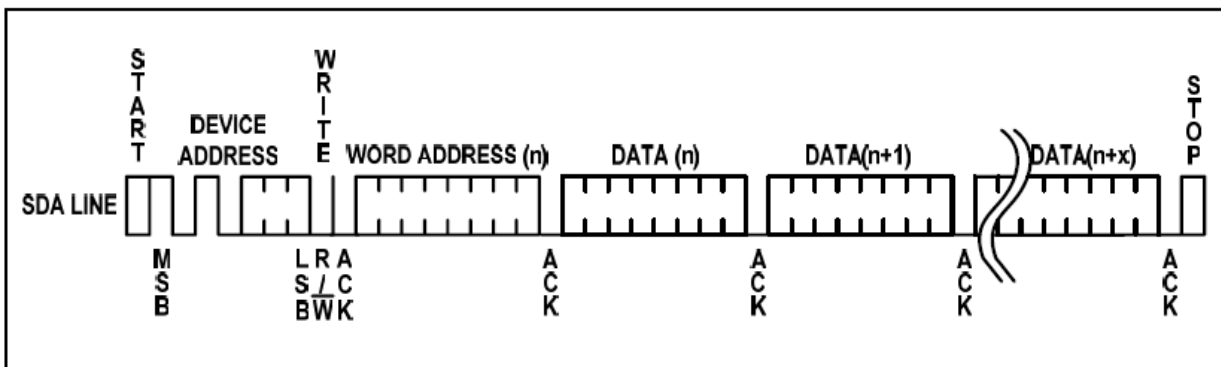 START
DEVICE ADDRESS
WRITE
WORD ADDRESS (n)
DATA (n)
DATA(n+1)
DATA(n+x)
STOP
SDA LINE
MSB
LSB
R/W
ACK
ACK
ACK
ACK
ACK